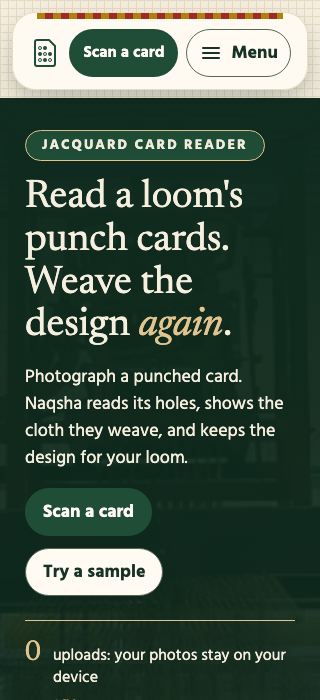 Scan a card
Menu
JACQUARD CARD READER
Read a loom's
punch cards.
Weave the
design again.
Photograph a punched card.
Naqsha reads its holes, shows the
cloth they weave, and keeps the
design for your loom.
Scan a card
Try a sample
0 uploads: your photos stay on your
device